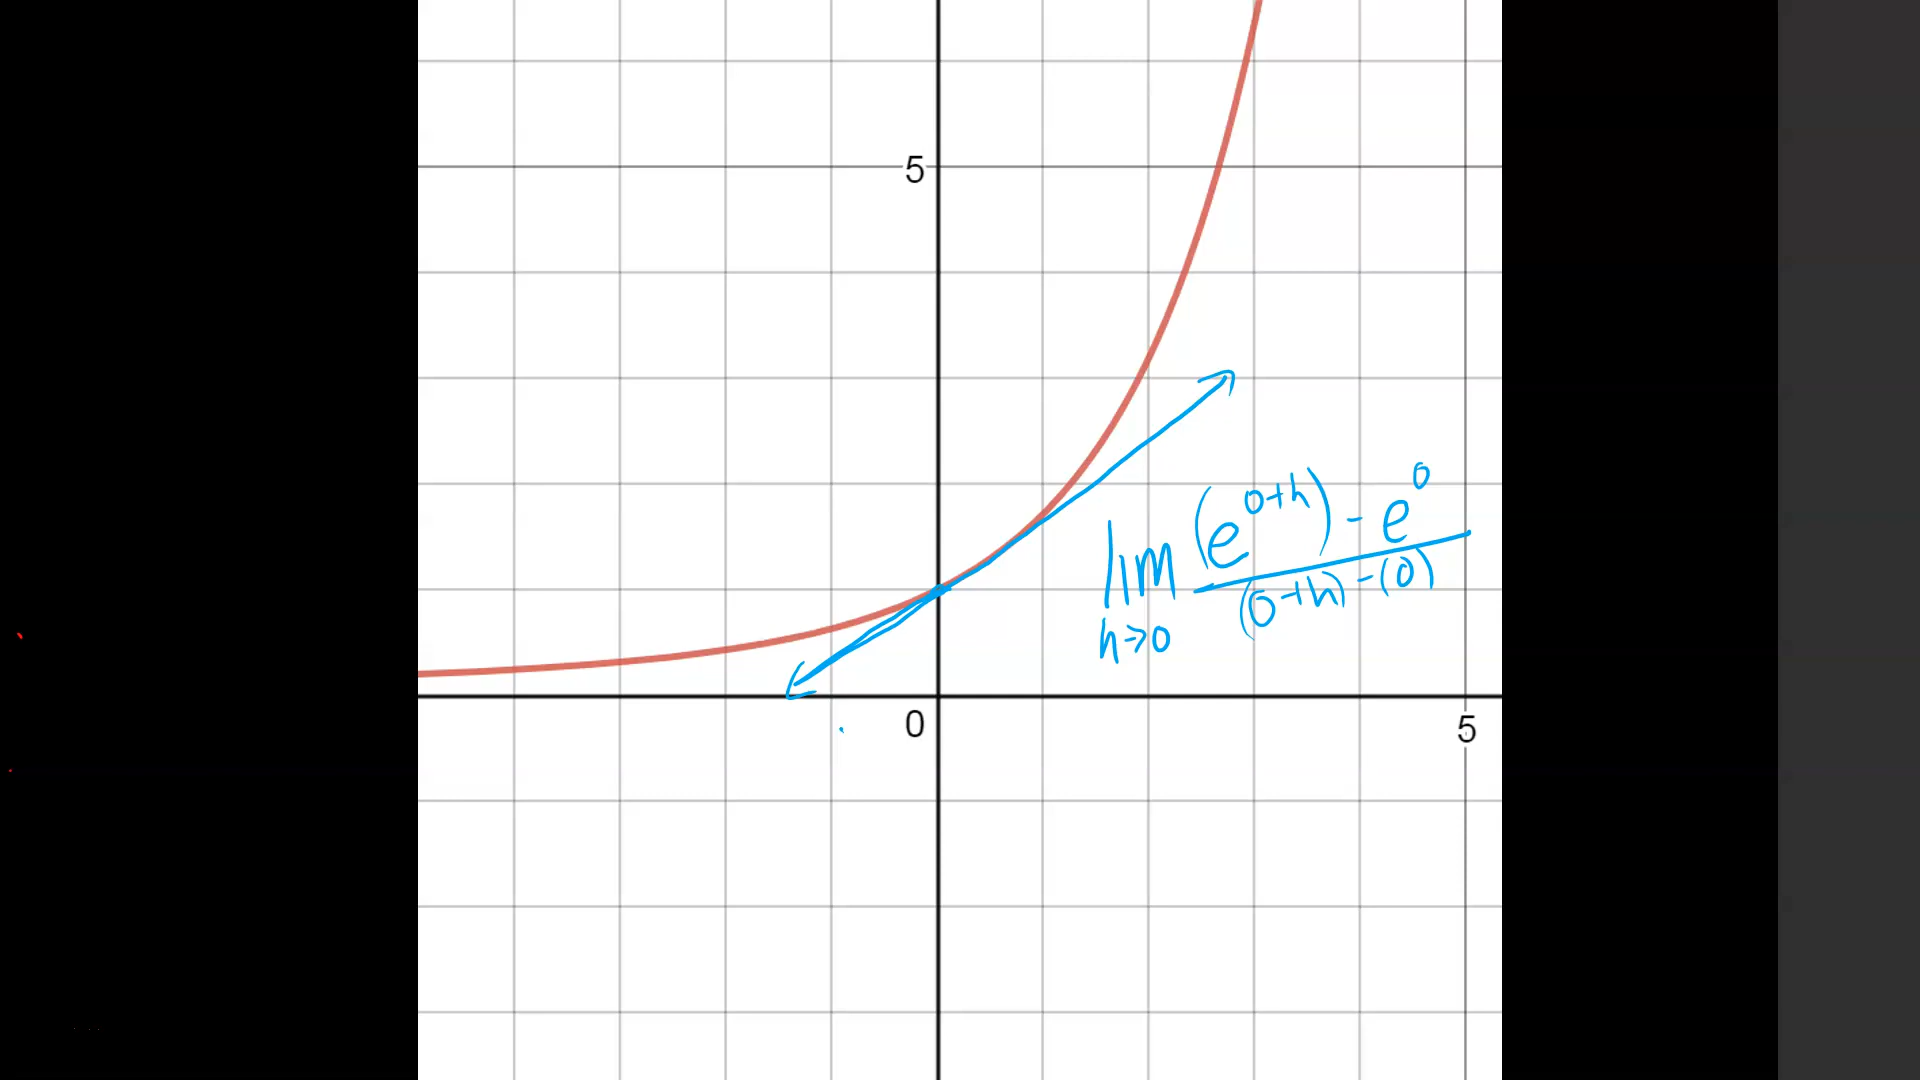 5
lim (e^{0+h}) - e^0
(0+h) - (0)
h→0
0
5